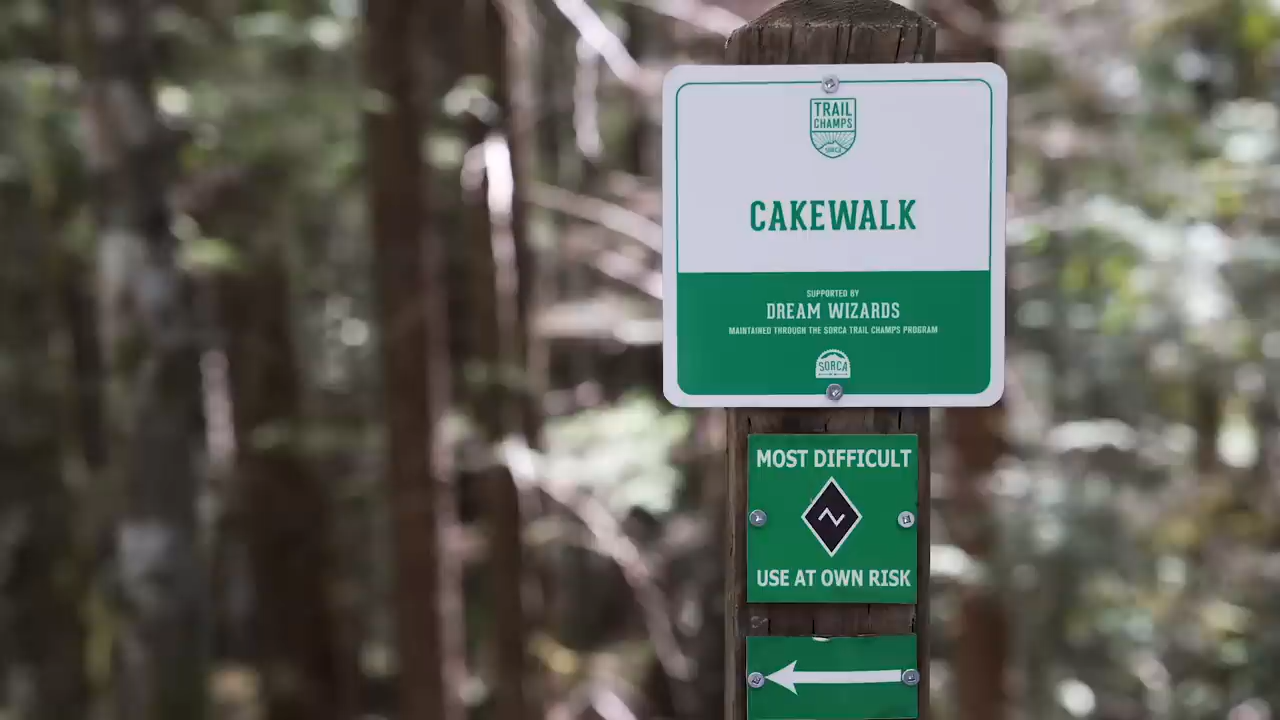 TRAIL
CHAMPS
SORCA
CAKEWALK
SUPPORTED BY
DREAM WIZARDS
MAINTAINED THROUGH THE SORCA TRAIL CHAMPS PROGRAM
SORCA
MOST DIFFICULT
USE AT OWN RISK